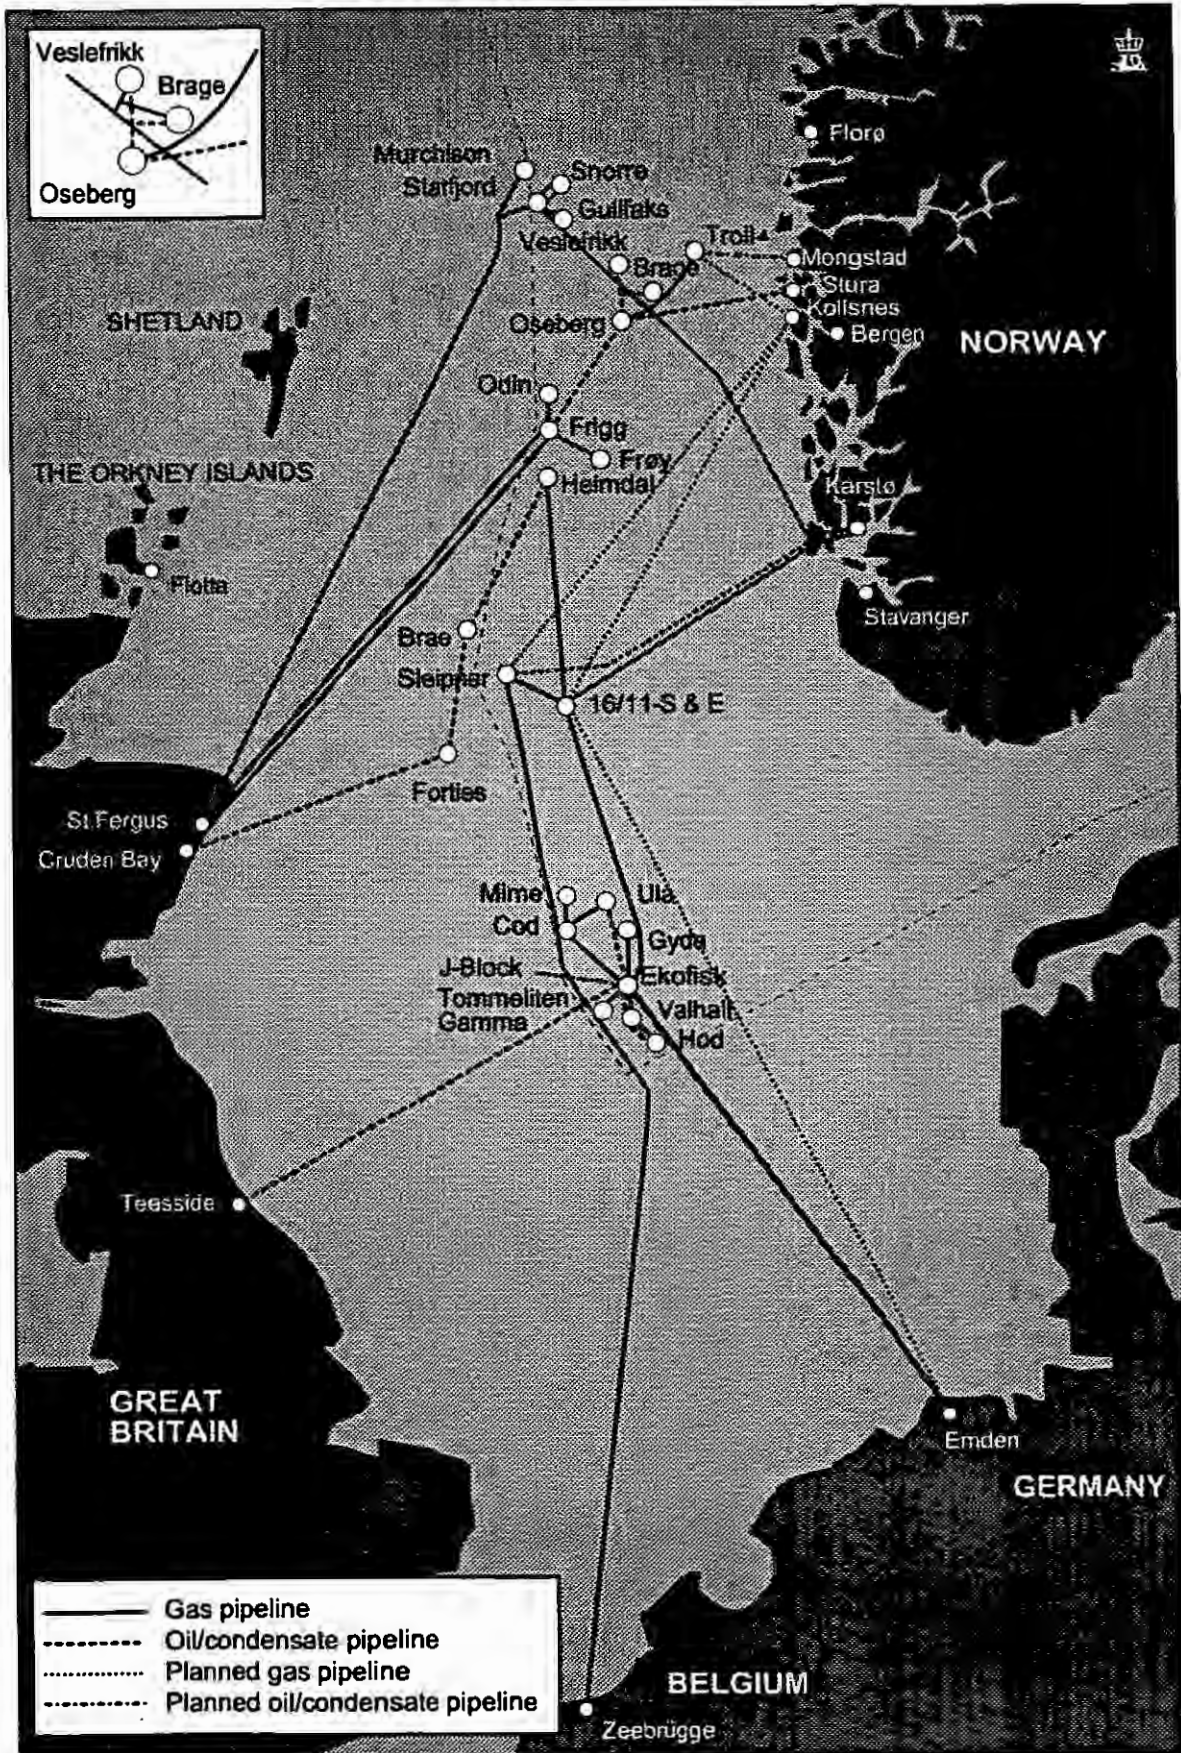 Veslefrikk
Brage
Oseberg
Florø
Murchison
Statfjord
Snorre
Gullfaks
Veslefrikk
Brage
Troll
Mongstad
Stura
Kollsnes
Bergen
Oseberg
SHETLAND
NORWAY
Odin
Frigg
Frøy
Heimdal
THE ORKNEY ISLANDS
Karstø
Flotta
Stavanger
Brae
Sleipner
16/11-S & E
Forties
St.Fergus
Cruden Bay
Mime
Ula
Cod
Gyda
J-Block
Ekofisk
Tommeliten
Gamma
Valhall
Hod
Teesside
GREAT
BRITAIN
Emden
GERMANY
Gas pipeline
Oil/condensate pipeline
Planned gas pipeline
Planned oil/condensate pipeline
BELGIUM
Zeebrügge